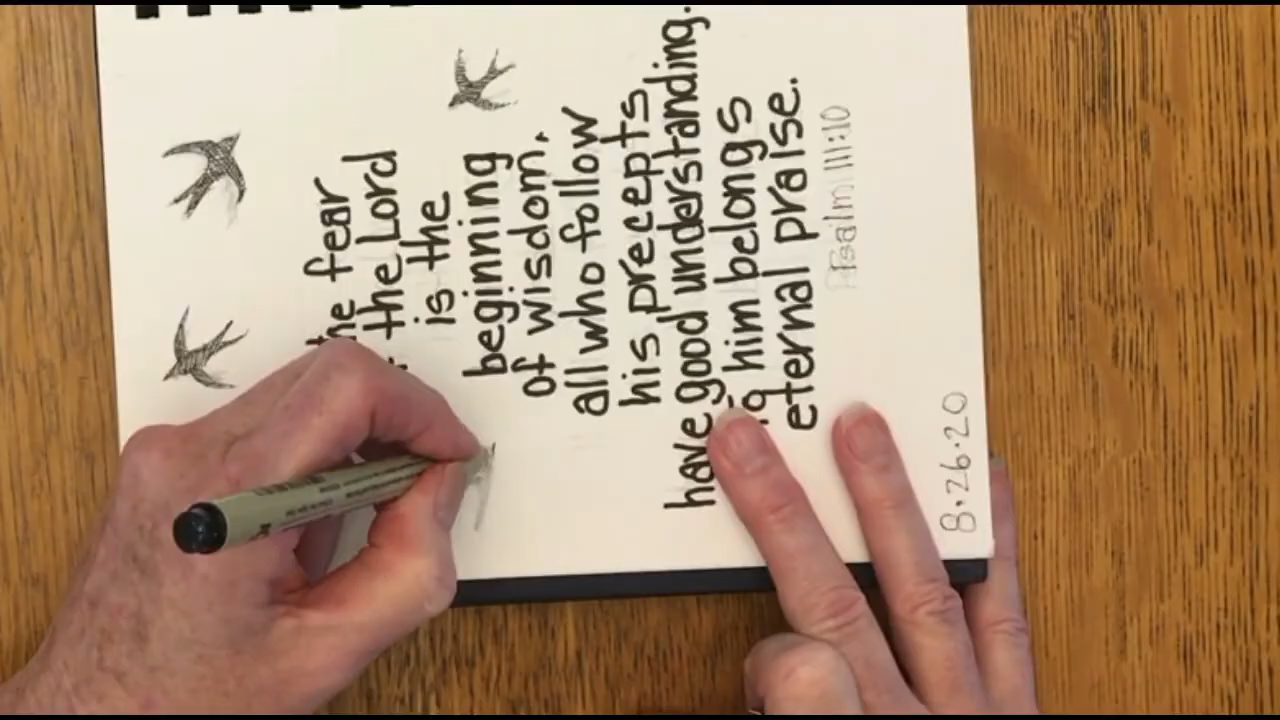 the fear
the Lord
is the
beginning
of wisdom,
all who follow
his precepts
have good understanding.
him belongs
eternal praise.
Psalm 111:10
8.26.20